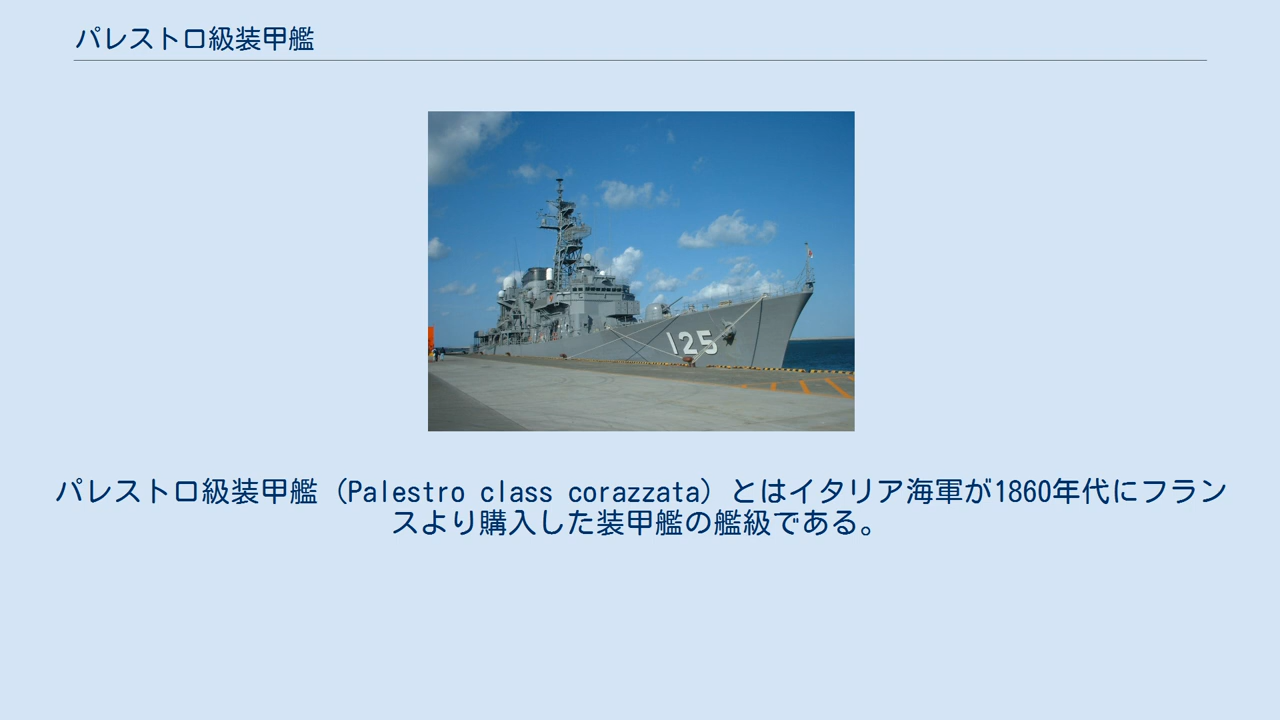 パレストロ級装甲艦
125
パレストロ級装甲艦（Palestro class corazzata）とはイタリア海軍が1860年代にフラン
スより購入した装甲艦の艦級である。